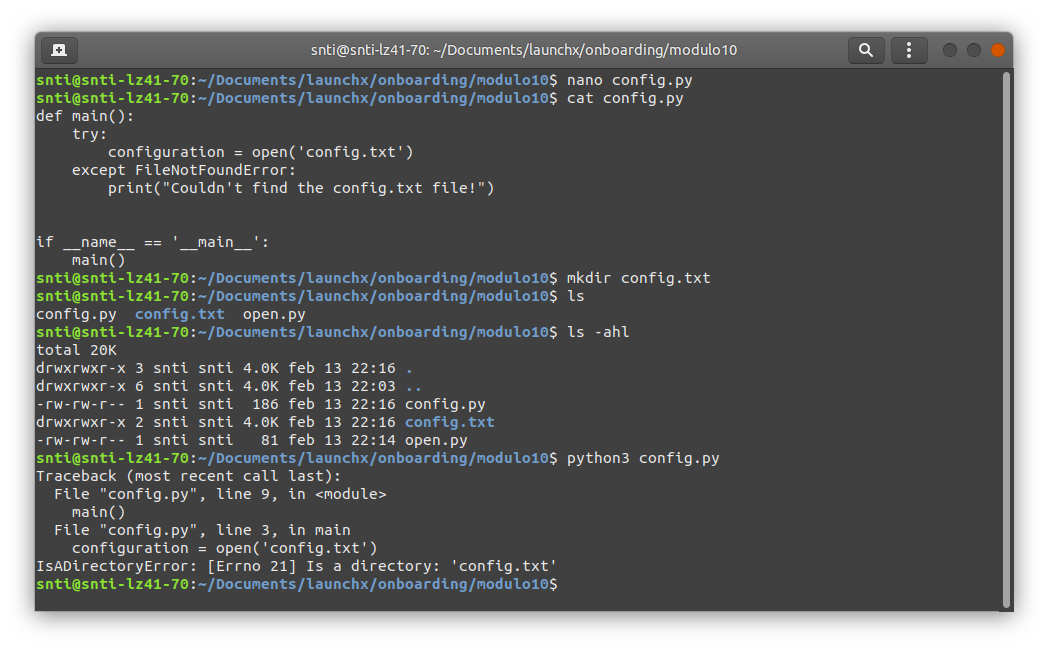 snti@snti-lz41-70: ~/Documents/launchx/onboarding/modulo10
snti@snti-lz41-70:~/Documents/launchx/onboarding/modulo10$ nano config.py
snti@snti-lz41-70:~/Documents/launchx/onboarding/modulo10$ cat config.py
def main():
    try:
        configuration = open('config.txt')
    except FileNotFoundError:
        print("Couldn't find the config.txt file!")


if __name__ == '__main__':
    main()
snti@snti-lz41-70:~/Documents/launchx/onboarding/modulo10$ mkdir config.txt
snti@snti-lz41-70:~/Documents/launchx/onboarding/modulo10$ ls
config.py  config.txt  open.py
snti@snti-lz41-70:~/Documents/launchx/onboarding/modulo10$ ls -ahl
total 20K
drwxrwxr-x 3 snti snti 4.0K feb 13 22:16 .
drwxrwxr-x 6 snti snti 4.0K feb 13 22:03 ..
-rw-rw-r-- 1 snti snti  186 feb 13 22:16 config.py
drwxrwxr-x 2 snti snti 4.0K feb 13 22:16 config.txt
-rw-rw-r-- 1 snti snti   81 feb 13 22:14 open.py
snti@snti-lz41-70:~/Documents/launchx/onboarding/modulo10$ python3 config.py
Traceback (most recent call last):
  File "config.py", line 9, in <module>
    main()
  File "config.py", line 3, in main
    configuration = open('config.txt')
IsADirectoryError: [Errno 21] Is a directory: 'config.txt'
snti@snti-lz41-70:~/Documents/launchx/onboarding/modulo10$